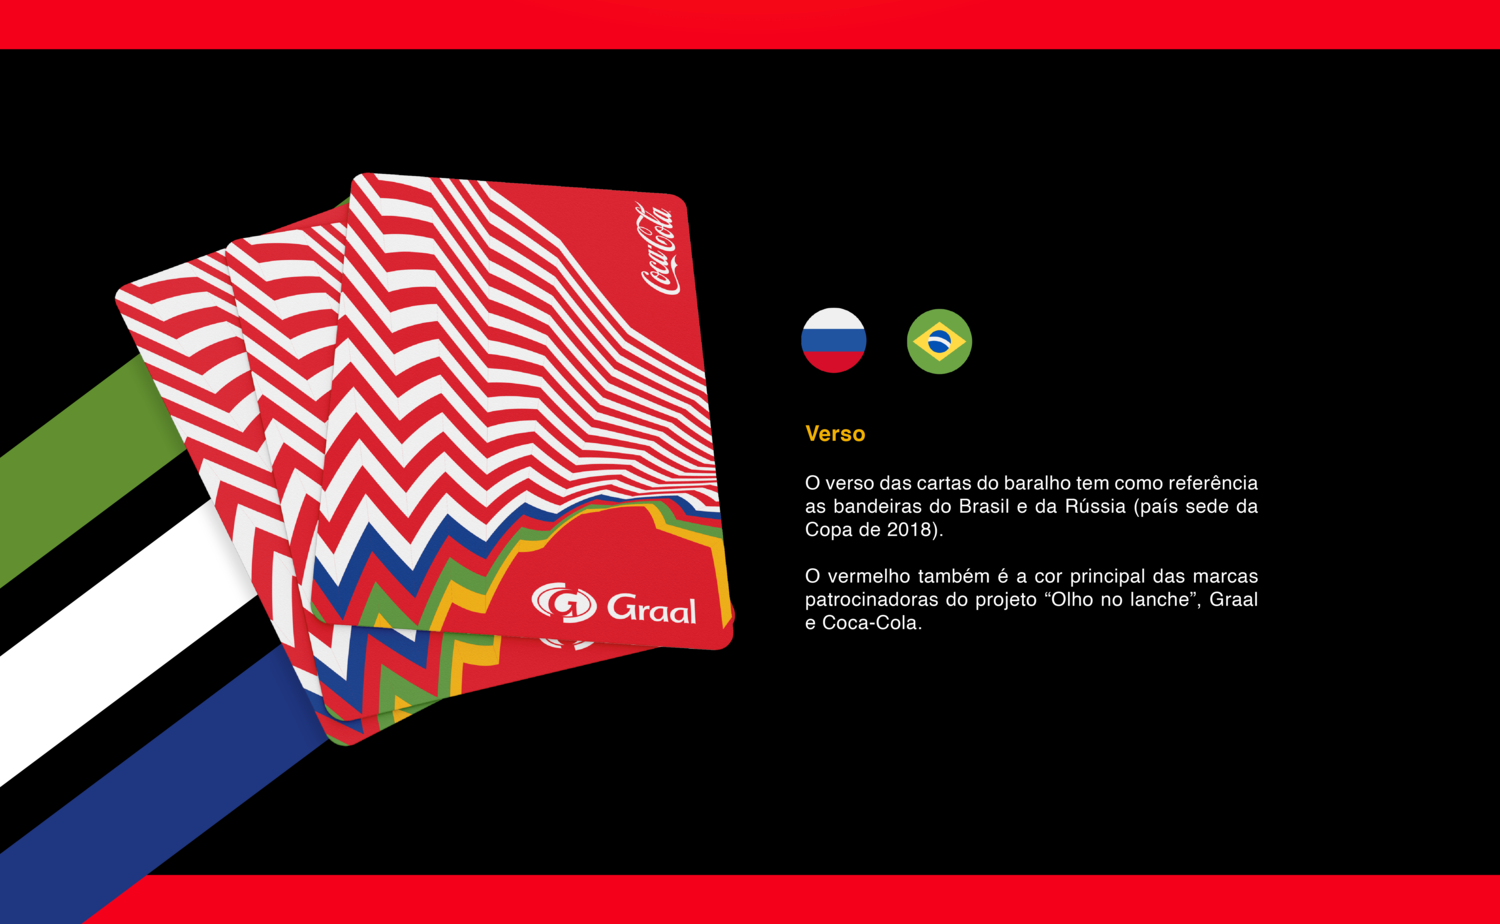 Coca-Cola
Graal
Verso
O verso das cartas do baralho tem como referência
as bandeiras do Brasil e da Rússia (país sede da
Copa de 2018).
O vermelho também é a cor principal das marcas
patrocinadoras do projeto “Olho no lanche”, Graal
e Coca-Cola.